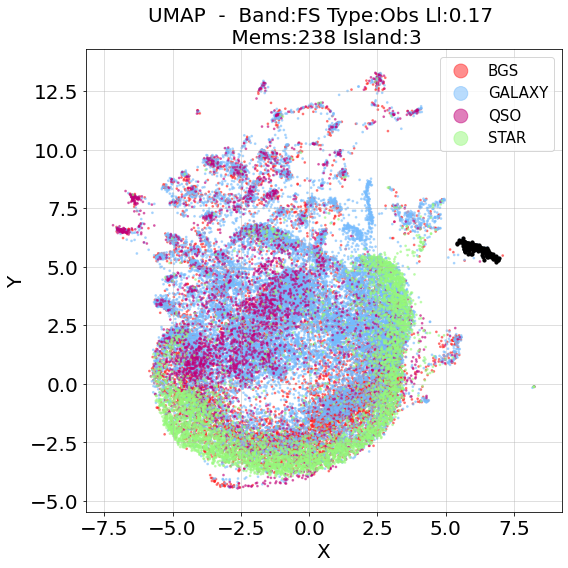 UMAP - Band:FS Type:Obs Ll:0.17
Mems:238 Island:3
BGS
GALAXY
QSO
STAR
12.5
10.0
7.5
5.0
2.5
0.0
−2.5
−5.0
Y
−7.5 −5.0 −2.5 0.0 2.5 5.0 7.5
X